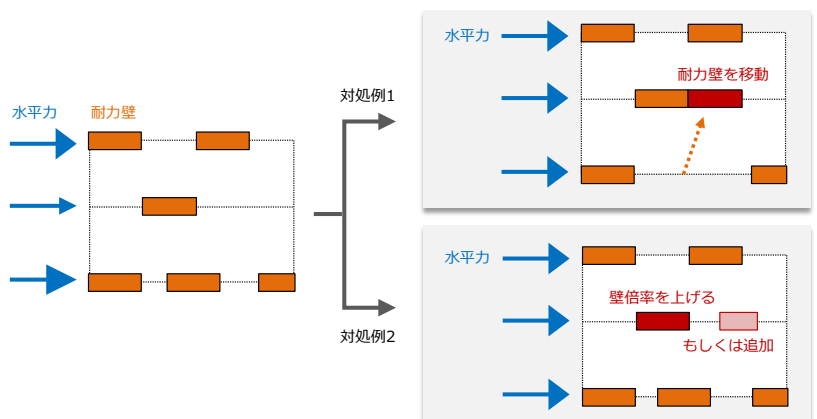 水平力
耐力壁
対処例1
水平力
耐力壁を移動
対処例2
水平力
壁倍率を上げる
もしくは追加